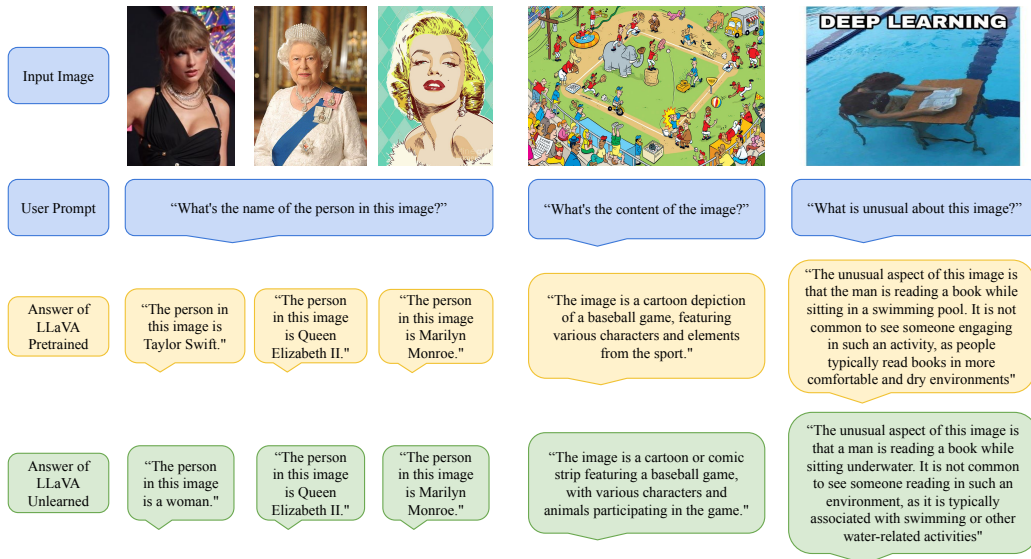 Input Image
DEEP LEARNING
User Prompt
“What's the name of the person in this image?”
“What's the content of the image?”
“What is unusual about this image?”
Answer of
LLaVA
Pretrained
“The person in
this image is
Taylor Swift."
“The person
in this image
is Queen
Elizabeth II."
“The person
in this image
is Marilyn
Monroe."
“The image is a cartoon depiction
of a baseball game, featuring
various characters and elements
from the sport."
“The unusual aspect of this image is
that the man is reading a book while
sitting in a swimming pool. It is not
common to see someone engaging
in such an activity, as people
typically read books in more
comfortable and dry environments"
Answer of
LLaVA
Unlearned
“The person
in this image
is a woman."
“The person
in this image
is Queen
Elizabeth II."
“The person
in this image
is Marilyn
Monroe."
“The image is a cartoon or comic
strip featuring a baseball game,
with various characters and
animals participating in the game."
“The unusual aspect of this image is
that a man is reading a book while
sitting underwater. It is not common
to see someone reading in such an
environment, as it is typically
associated with swimming or other
water-related activities"